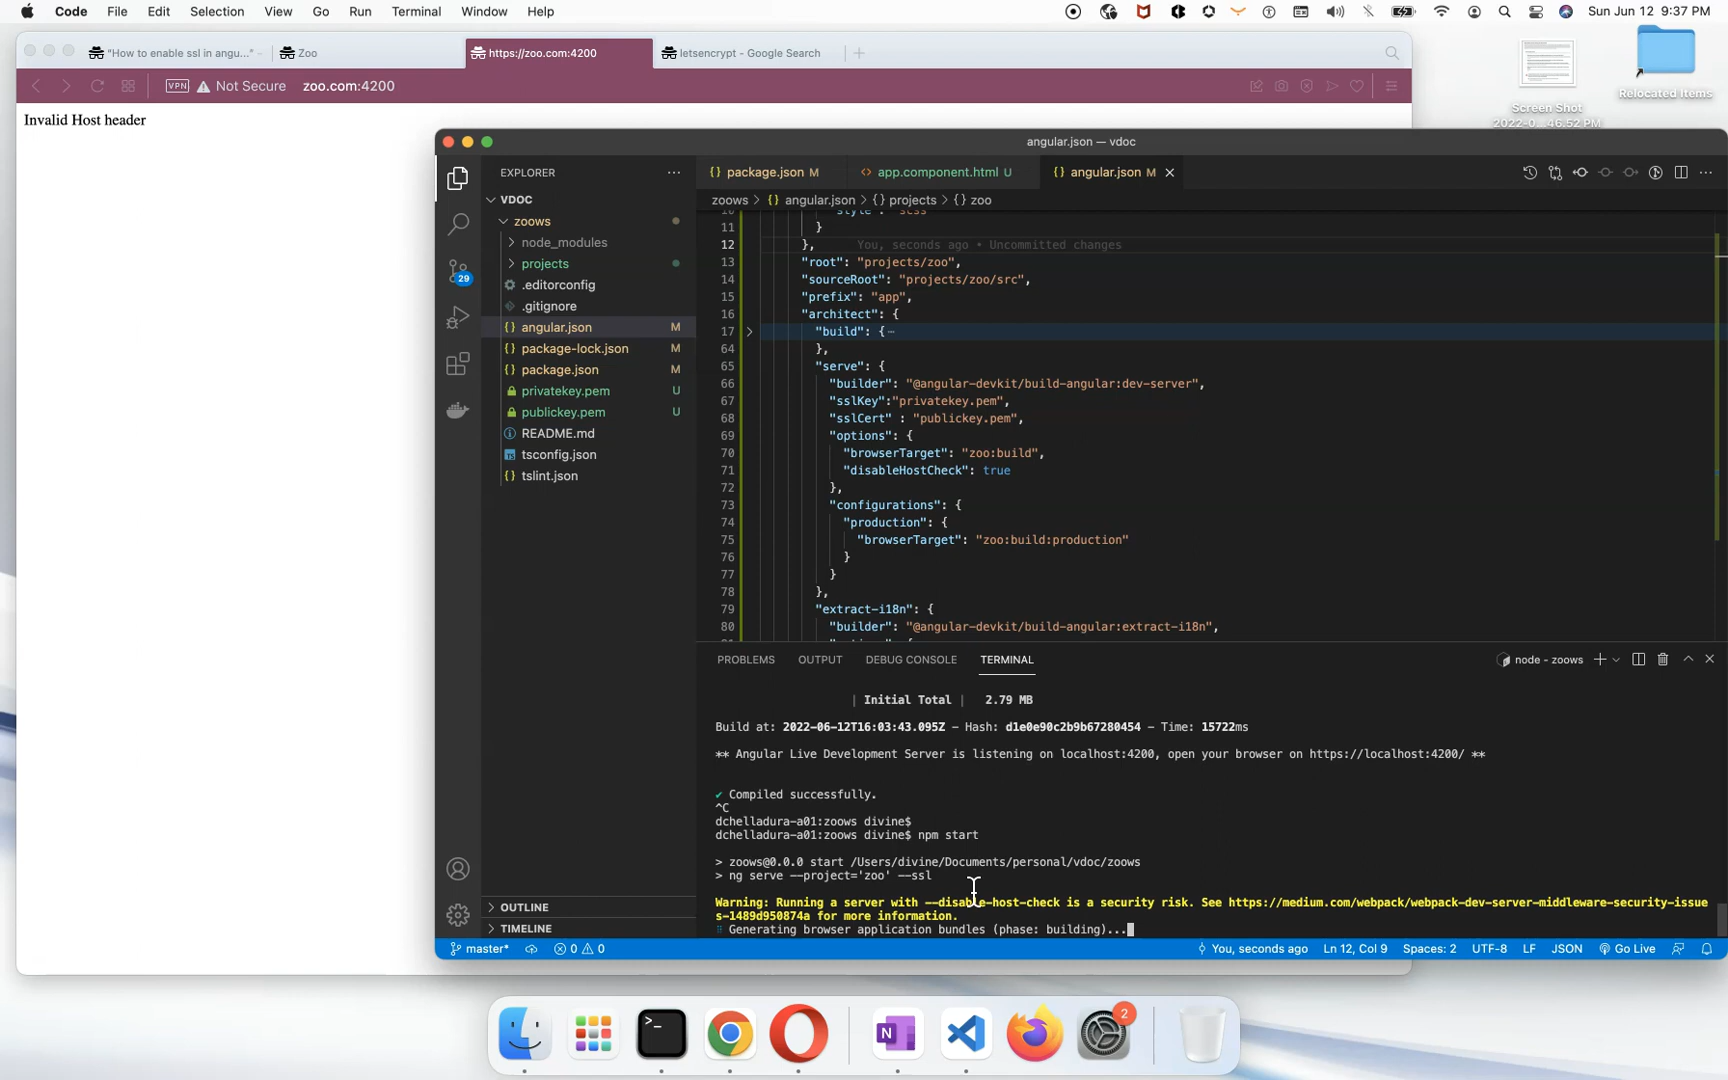 Code File Edit Selection View Go Run Terminal Window Help
Sun Jun 12 9:37 PM
"How to enable ssl in angu..."
Zoo
https://zoo.com:4200
letsencrypt - Google Search
VPN Not Secure zoo.com:4200
Invalid Host header
Relocated Items
Screen Shot
angular.json — vdoc
EXPLORER
VDOC
zoows
node_modules
projects
.editorconfig
.gitignore
angular.json M
package-lock.json M
package.json M
privatekey.pem U
publickey.pem U
README.md
tsconfig.json
tslint.json
OUTLINE
TIMELINE
29
package.json M
app.component.html U
angular.json M
zoows > angular.json > projects > zoo
11 }
12 }, You, seconds ago • Uncommitted changes
13 "root": "projects/zoo",
14 "sourceRoot": "projects/zoo/src",
15 "prefix": "app",
16 "architect": {
17 "build": {
64 },
65 "serve": {
66 "builder": "@angular-devkit/build-angular:dev-server",
67 "sslKey":"privatekey.pem",
68 "sslCert" : "publickey.pem",
69 "options": {
70 "browserTarget": "zoo:build",
71 "disableHostCheck": true
72 },
73 "configurations": {
74 "production": {
75 "browserTarget": "zoo:build:production"
76 }
77 }
78 },
79 "extract-i18n": {
80 "builder": "@angular-devkit/build-angular:extract-i18n",
PROBLEMS OUTPUT DEBUG CONSOLE TERMINAL
node - zoows
| Initial Total | 2.79 MB
Build at: 2022-06-12T16:03:43.095Z - Hash: d1e0e90c2b9b67280454 - Time: 15722ms
** Angular Live Development Server is listening on localhost:4200, open your browser on https://localhost:4200/ **
✔ Compiled successfully.
^C
dchelladura-a01:zoows divine$
dchelladura-a01:zoows divine$ npm start
> zoows@0.0.0 start /Users/divine/Documents/personal/vdoc/zoows
> ng serve --project='zoo' --ssl
Warning: Running a server with --disable-host-check is a security risk. See https://medium.com/webpack/webpack-dev-server-middleware-security-issue
s-1489d950874a for more information.
Generating browser application bundles (phase: building)...
master* 0 0
You, seconds ago Ln 12, Col 9 Spaces: 2 UTF-8 LF JSON Go Live
2